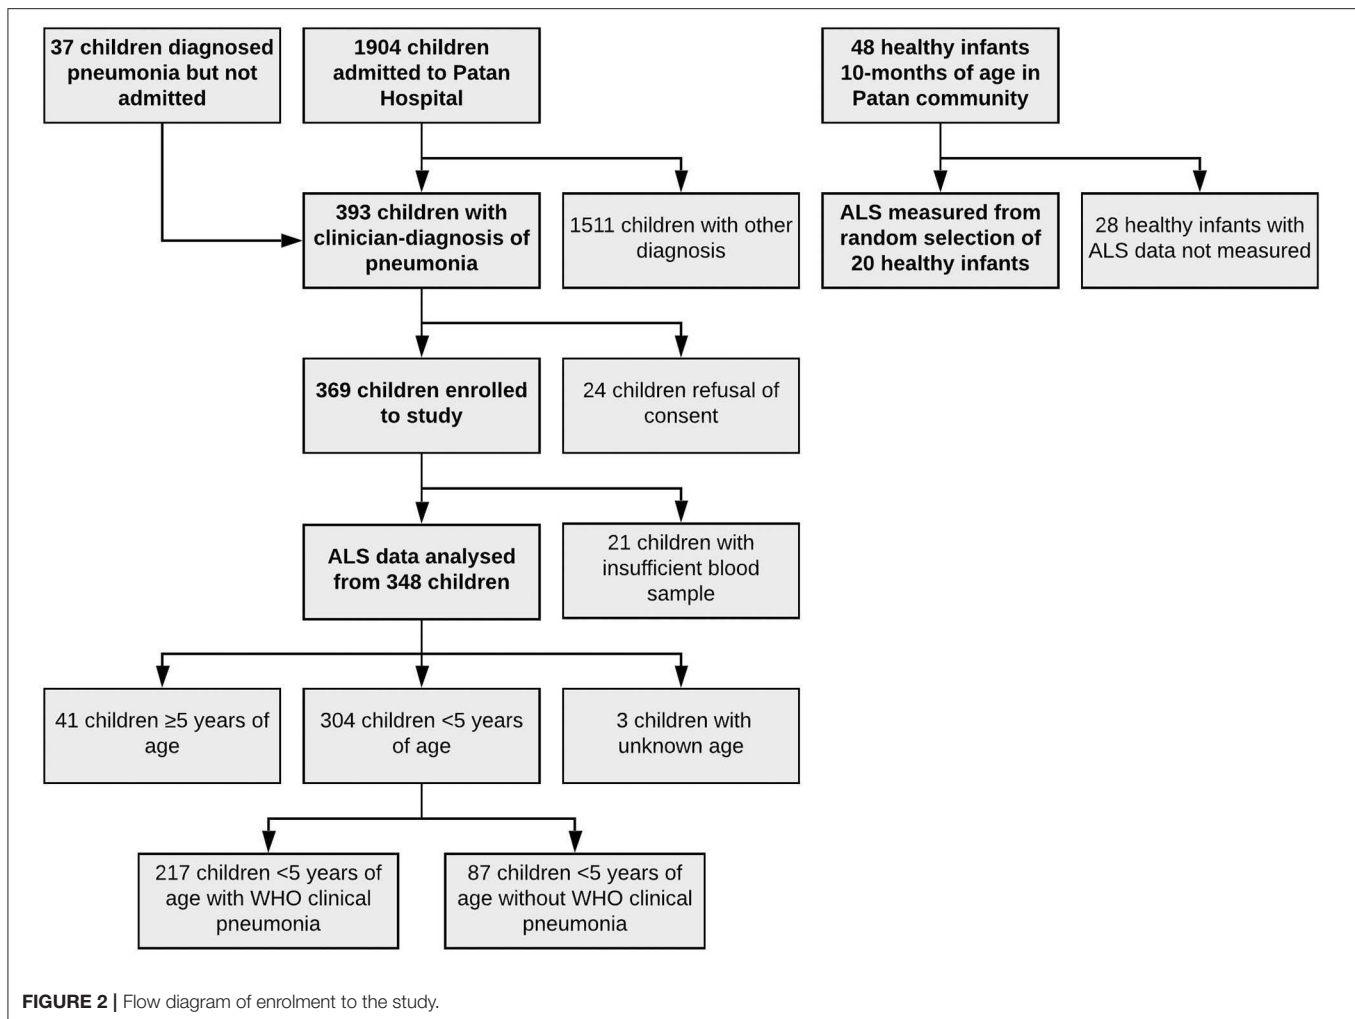 37 children diagnosed
pneumonia but not
admitted
1904 children
admitted to Patan
Hospital
48 healthy infants
10-months of age in
Patan community
393 children with
clinician-diagnosis of
pneumonia
1511 children with other
diagnosis
ALS measured from
random selection of
20 healthy infants
28 healthy infants with
ALS data not measured
369 children enrolled
to study
24 children refusal of
consent
ALS data analysed
from 348 children
21 children with
insufficient blood
sample
41 children ≥5 years of
age
304 children <5 years
of age
3 children with
unknown age
217 children <5 years of
age with WHO clinical
pneumonia
87 children <5 years of
age without WHO clinical
pneumonia
FIGURE 2 | Flow diagram of enrolment to the study.